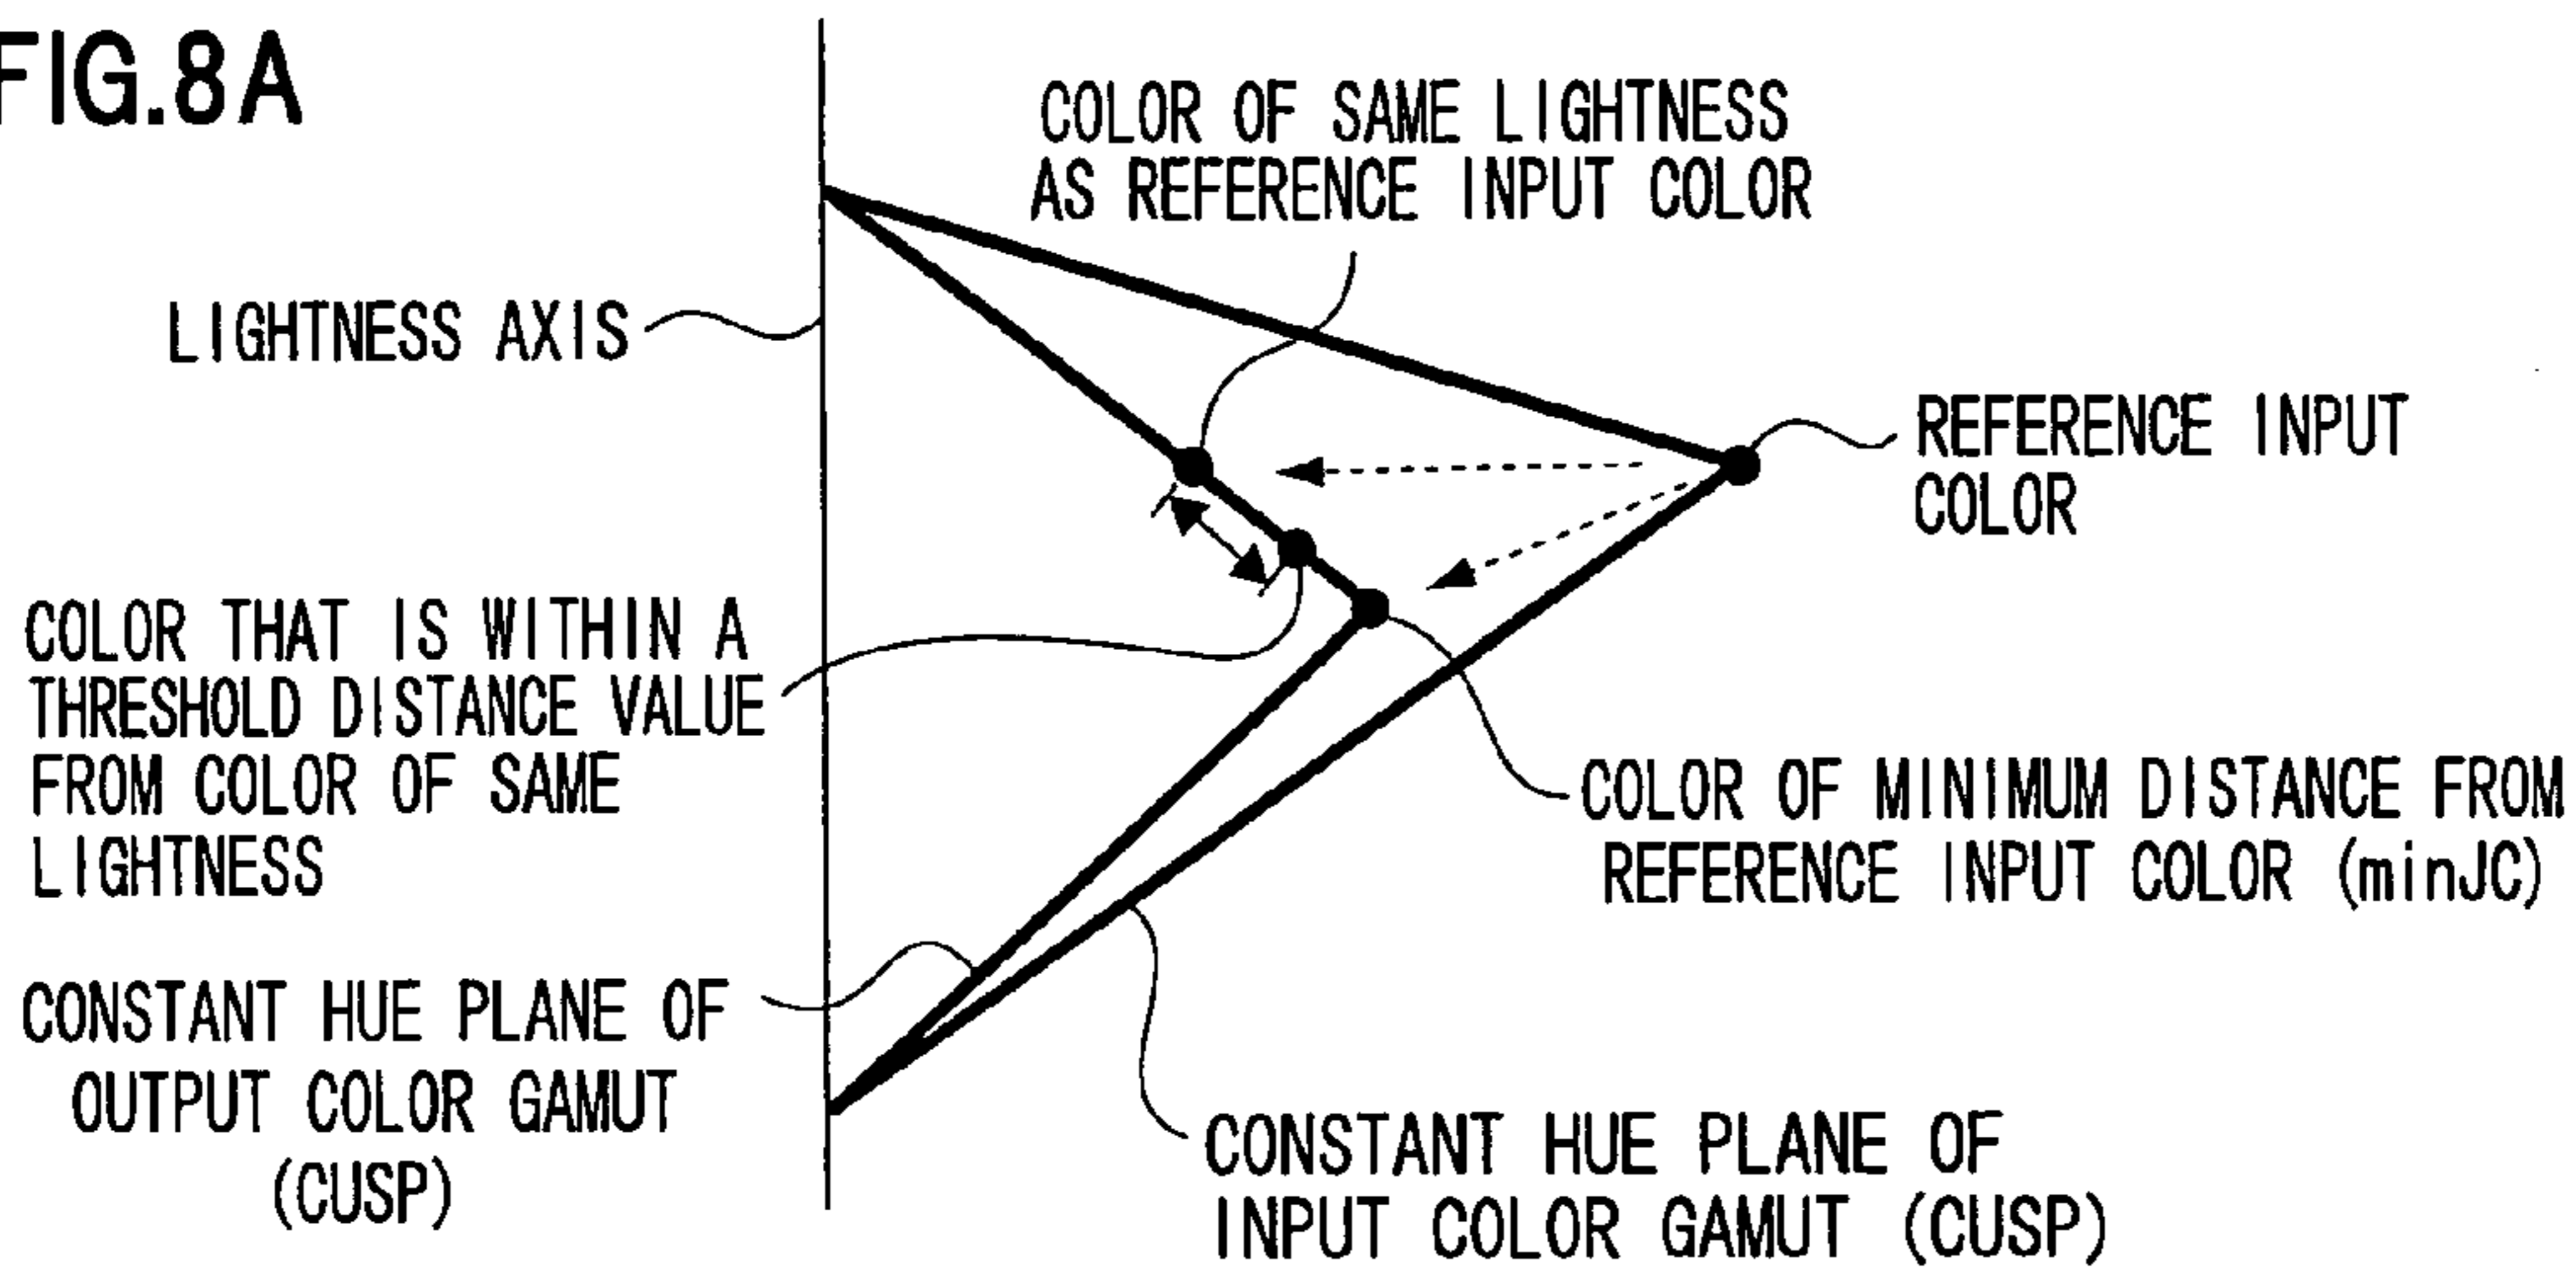 FIG.8A
COLOR OF SAME LIGHTNESS
AS REFERENCE INPUT COLOR
LIGHTNESS AXIS
REFERENCE INPUT
COLOR
COLOR THAT IS WITHIN A
THRESHOLD DISTANCE VALUE
FROM COLOR OF SAME
LIGHTNESS
COLOR OF MINIMUM DISTANCE FROM
REFERENCE INPUT COLOR (minJC)
CONSTANT HUE PLANE OF
OUTPUT COLOR GAMUT
(CUSP)
CONSTANT HUE PLANE OF
INPUT COLOR GAMUT (CUSP)